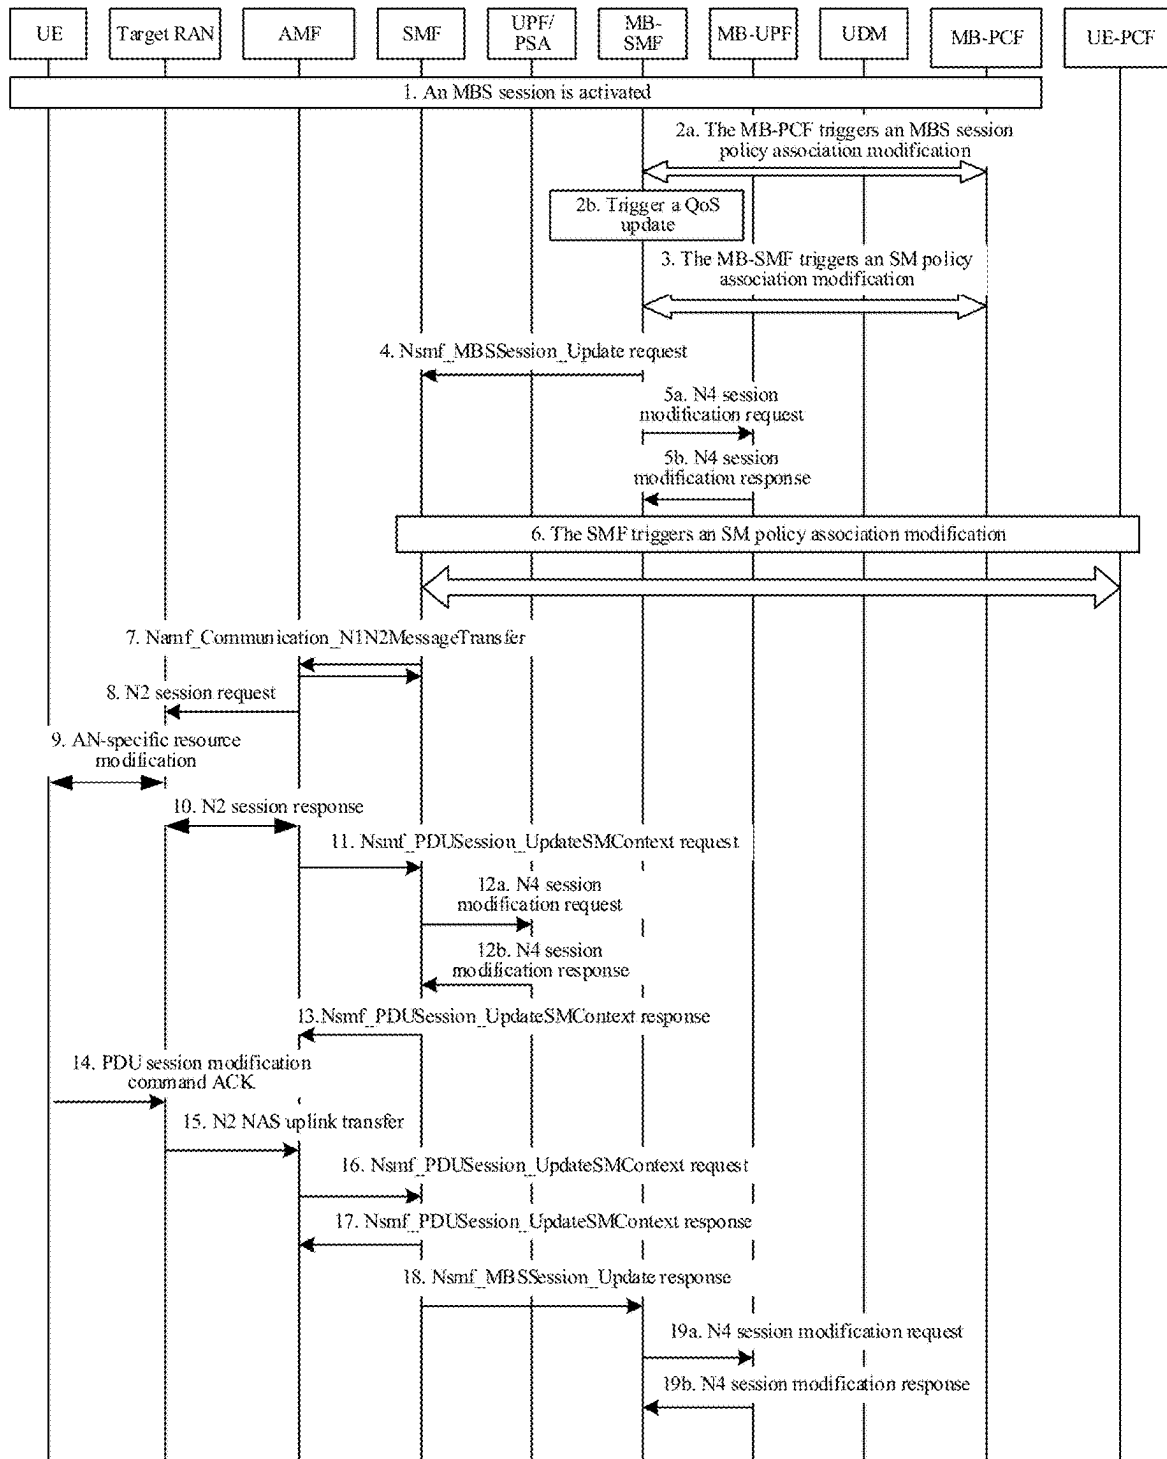 UE
Target RAN
AMF
SMF
UPF/
PSA
MB-
SMF
MB-UPF
UDM
MB-PCF
UE-PCF
1. An MBS session is activated
2a. The MB-PCF triggers an MBS session
policy association modification
2b. Trigger a QoS
update
3. The MB-SMF triggers an SM policy
association modification
4. Nsmf_MBSSession_Update request
5a. N4 session
modification request
5b. N4 session
modification response
6. The SMF triggers an SM policy association modification
7. Namf_Communication_N1N2MessageTransfer
8. N2 session request
9. AN-specific resource
modification
10. N2 session response
11. Nsmf_PDUSession_UpdateSMContext request
12a. N4 session
modification request
12b. N4 session
modification response
13.Nsmf_PDUSession_UpdateSMContext response
14. PDU session modification
command ACK
15. N2 NAS uplink transfer
16. Nsmf_PDUSession_UpdateSMContext request
17. Nsmf_PDUSession_UpdateSMContext response
18. Nsmf_MBSSession_Update response
19a. N4 session modification request
19b. N4 session modification response